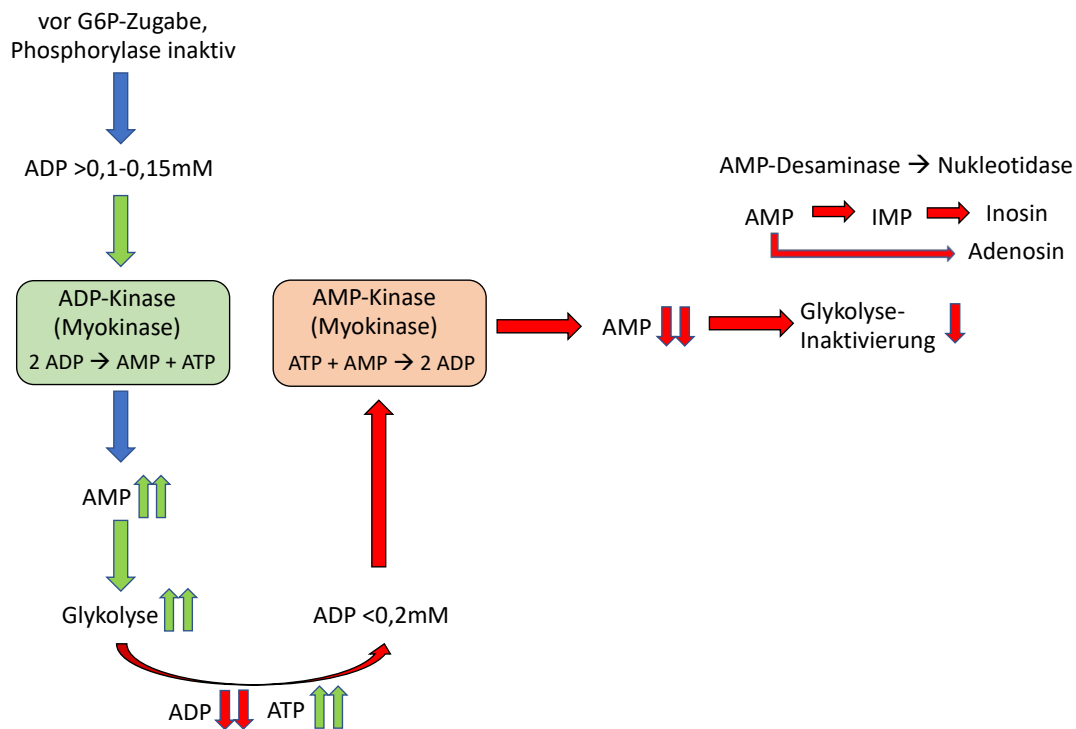 vor G6P-Zugabe,
Phosphorylase inaktiv
ADP >0,1-0,15mM
ADP-Kinase
(Myokinase)
2 ADP → AMP + ATP
AMP
Glykolyse
ADP ATP
ADP <0,2mM
AMP-Kinase
(Myokinase)
ATP + AMP → 2 ADP
AMP
Glykolyse-
Inaktivierung
AMP-Desaminase → Nukleotidase
AMP IMP Inosin
Adenosin